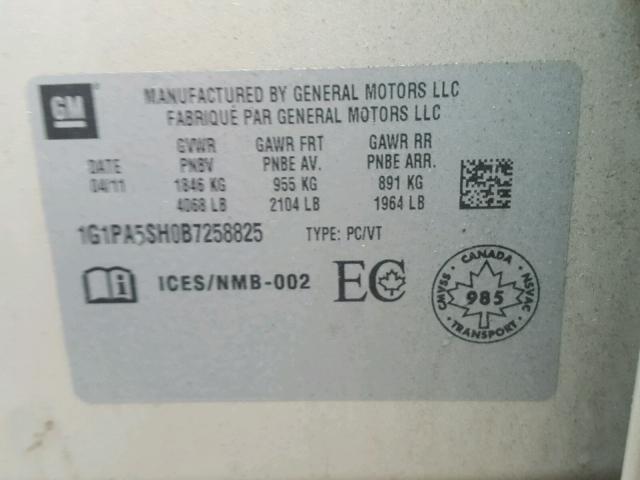 GM
MANUFACTURED BY GENERAL MOTORS LLC
FABRIQUÉ PAR GENERAL MOTORS LLC
GVWR GAWR FRT GAWR RR
DATE PNBV PNBE AV. PNBE ARR.
04/11 1846 KG 955 KG 891 KG
4068 LB 2104 LB 1964 LB
1G1PA5SH0B7258825 TYPE: PC/VT
i ICES/NMB-002 EC
CANADA
CMVSS 985 NSVAC
TRANSPORT